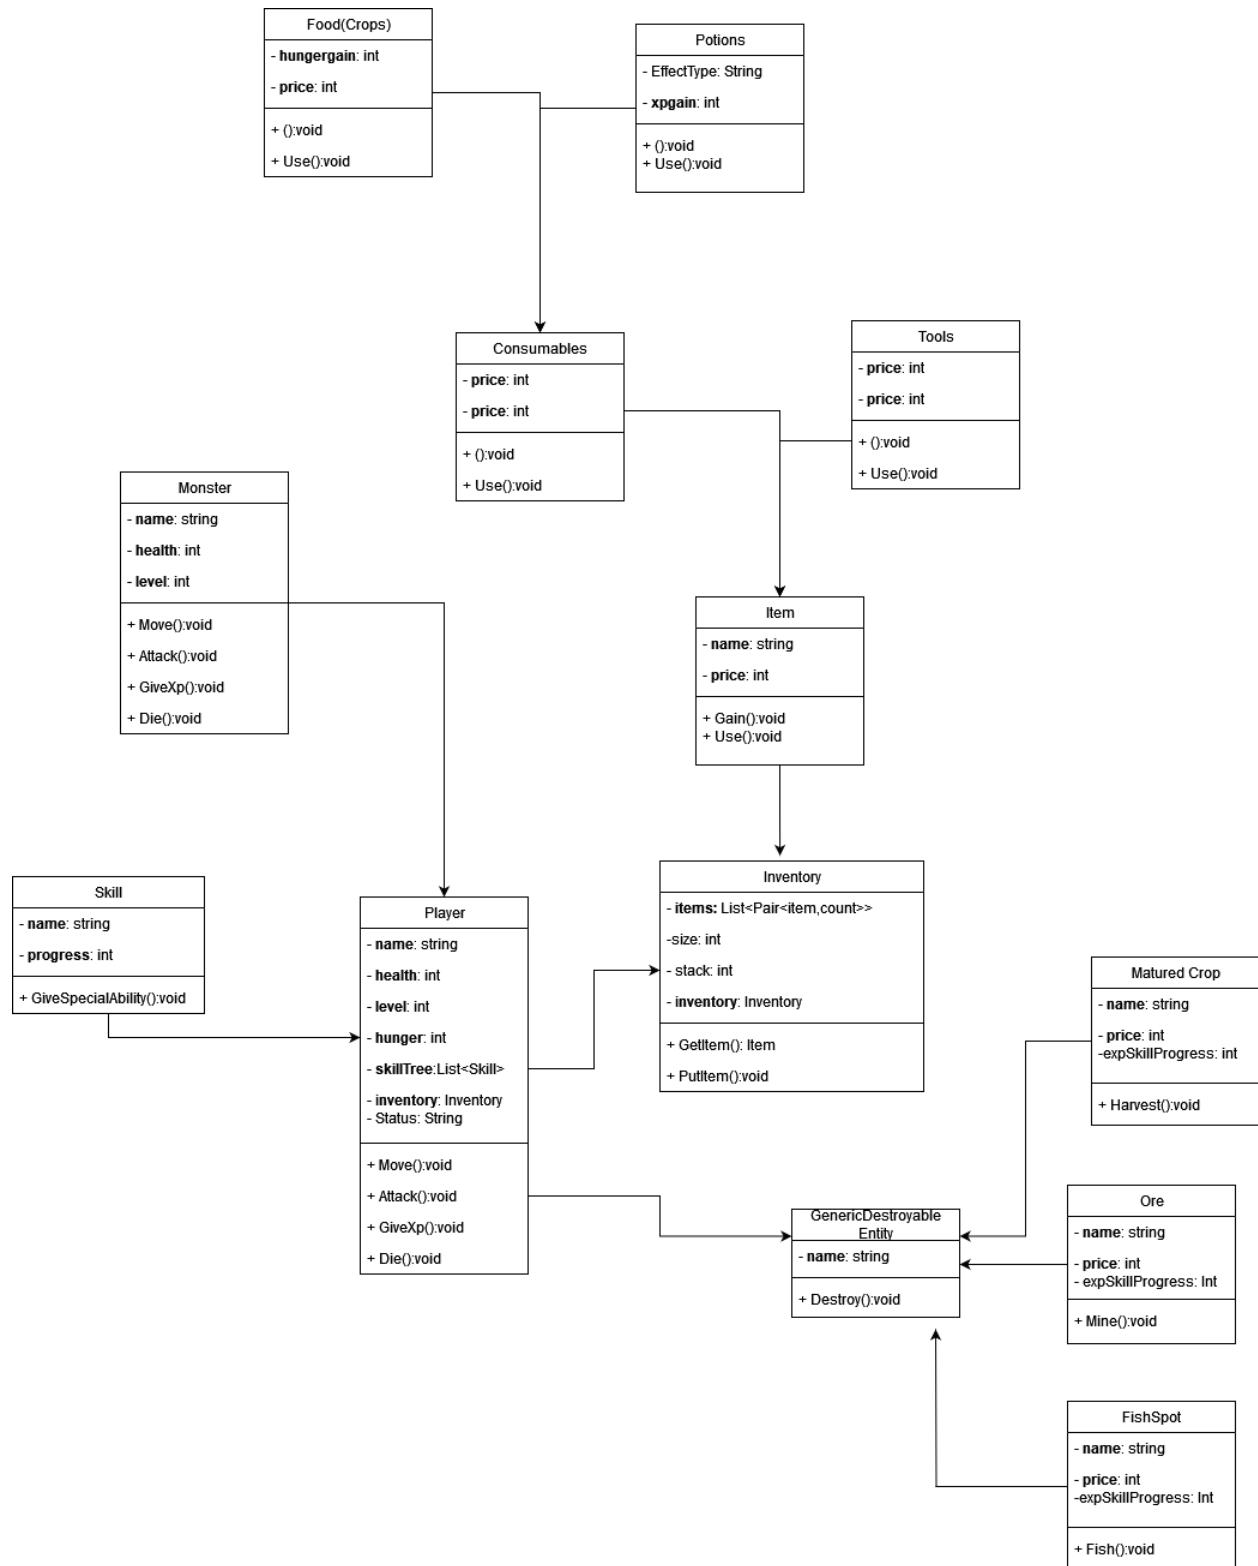 Food(Crops)
- hungergain: int
- price: int
+ ():void
+ Use():void
Potions
- EffectType: String
- xpgain: int
+ ():void
+ Use():void
Consumables
- price: int
- price: int
+ ():void
+ Use():void
Tools
- price: int
- price: int
+ ():void
+ Use():void
Monster
- name: string
- health: int
- level: int
+ Move():void
+ Attack():void
+ GiveXp():void
+ Die():void
Item
- name: string
- price: int
+ Gain():void
+ Use():void
Skill
- name: string
- progress: int
+ GiveSpecialAbility():void
Player
- name: string
- health: int
- level: int
- hunger: int
- skillTree:List<Skill>
- inventory: Inventory
- Status: String
+ Move():void
+ Attack():void
+ GiveXp():void
+ Die():void
Inventory
- items: List<Pair<item,count>>
-size: int
- stack: int
- inventory: Inventory
+ GetItem(): Item
+ PutItem():void
Matured Crop
- name: string
- price: int
-expSkillProgress: int
+ Harvest():void
GenericDestroyable
Entity
- name: string
+ Destroy():void
Ore
- name: string
- price: int
- expSkillProgress: Int
+ Mine():void
FishSpot
- name: string
- price: int
-expSkillProgress: Int
+ Fish():void